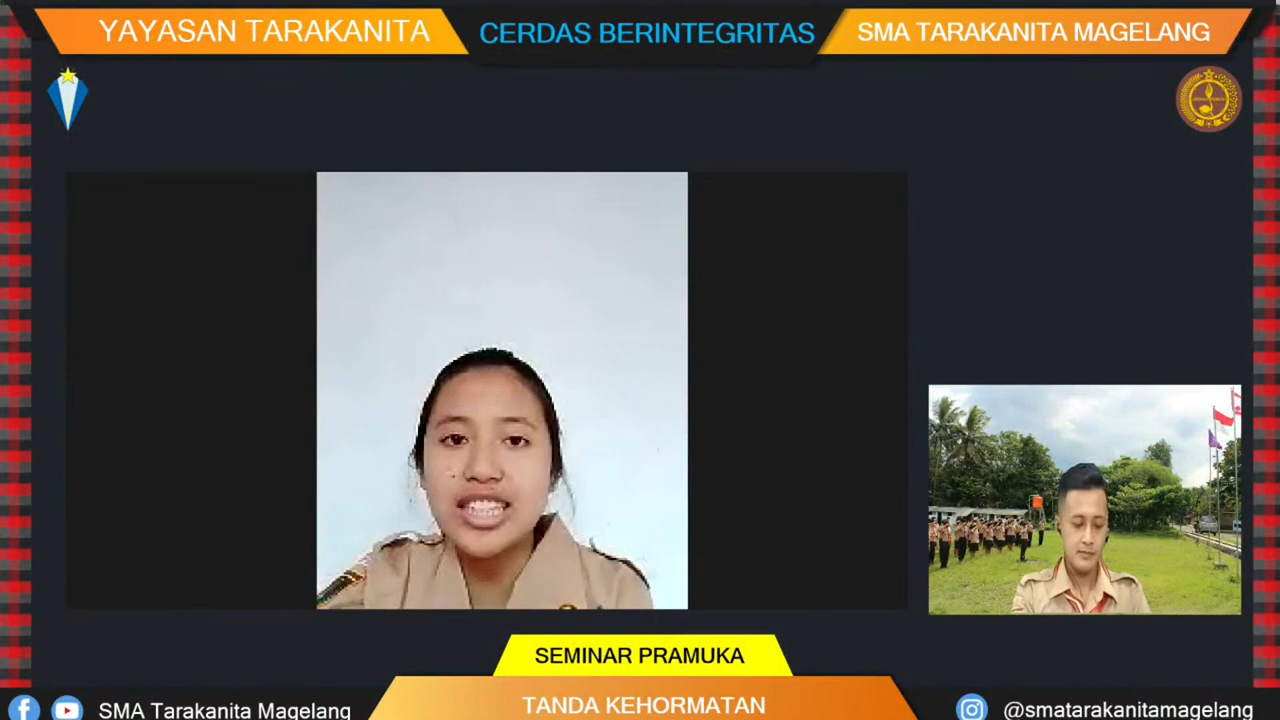 YAYASAN TARAKANITA
CERDAS BERINTEGRITAS
SMA TARAKANITA MAGELANG
SEMINAR PRAMUKA
TANDA KEHORMATAN
SMA Tarakanita Magelang
@smatarakanitamagelang